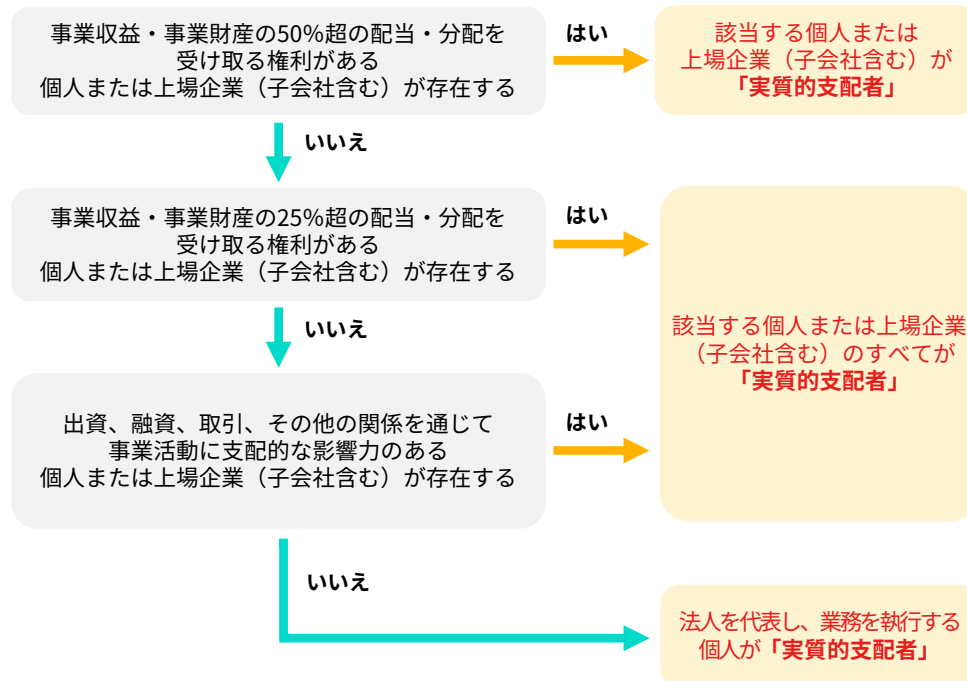 事業収益・事業財産の50%超の配当・分配を
受け取る権利がある
個人または上場企業（子会社含む）が存在する
はい
該当する個人または
上場企業（子会社含む）が
「実質的支配者」
いいえ
事業収益・事業財産の25%超の配当・分配を
受け取る権利がある
個人または上場企業（子会社含む）が存在する
はい
該当する個人または上場企業
（子会社含む）のすべてが
「実質的支配者」
いいえ
出資、融資、取引、その他の関係を通じて
事業活動に支配的な影響力のある
個人または上場企業（子会社含む）が存在する
はい
いいえ
法人を代表し、業務を執行する
個人が「実質的支配者」